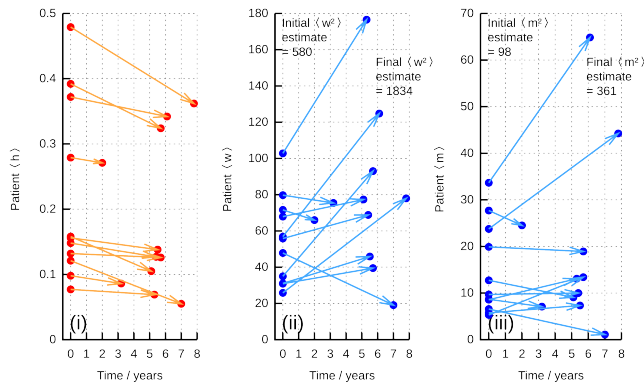 0.5
0.4
0.3
0.2
0.1
0
Patient ⟨h⟩
(i)
0 1 2 3 4 5 6 7 8
Time / years
180
160
140
120
100
80
60
40
20
0
Patient ⟨w⟩
Initial ⟨w²⟩
estimate
= 580
Final ⟨w²⟩
estimate
= 1834
(ii)
0 1 2 3 4 5 6 7 8
Time / years
70
60
50
40
30
20
10
0
Patient ⟨m⟩
Initial ⟨m²⟩
estimate
= 98
Final ⟨m²⟩
estimate
= 361
(iii)
0 1 2 3 4 5 6 7 8
Time / years